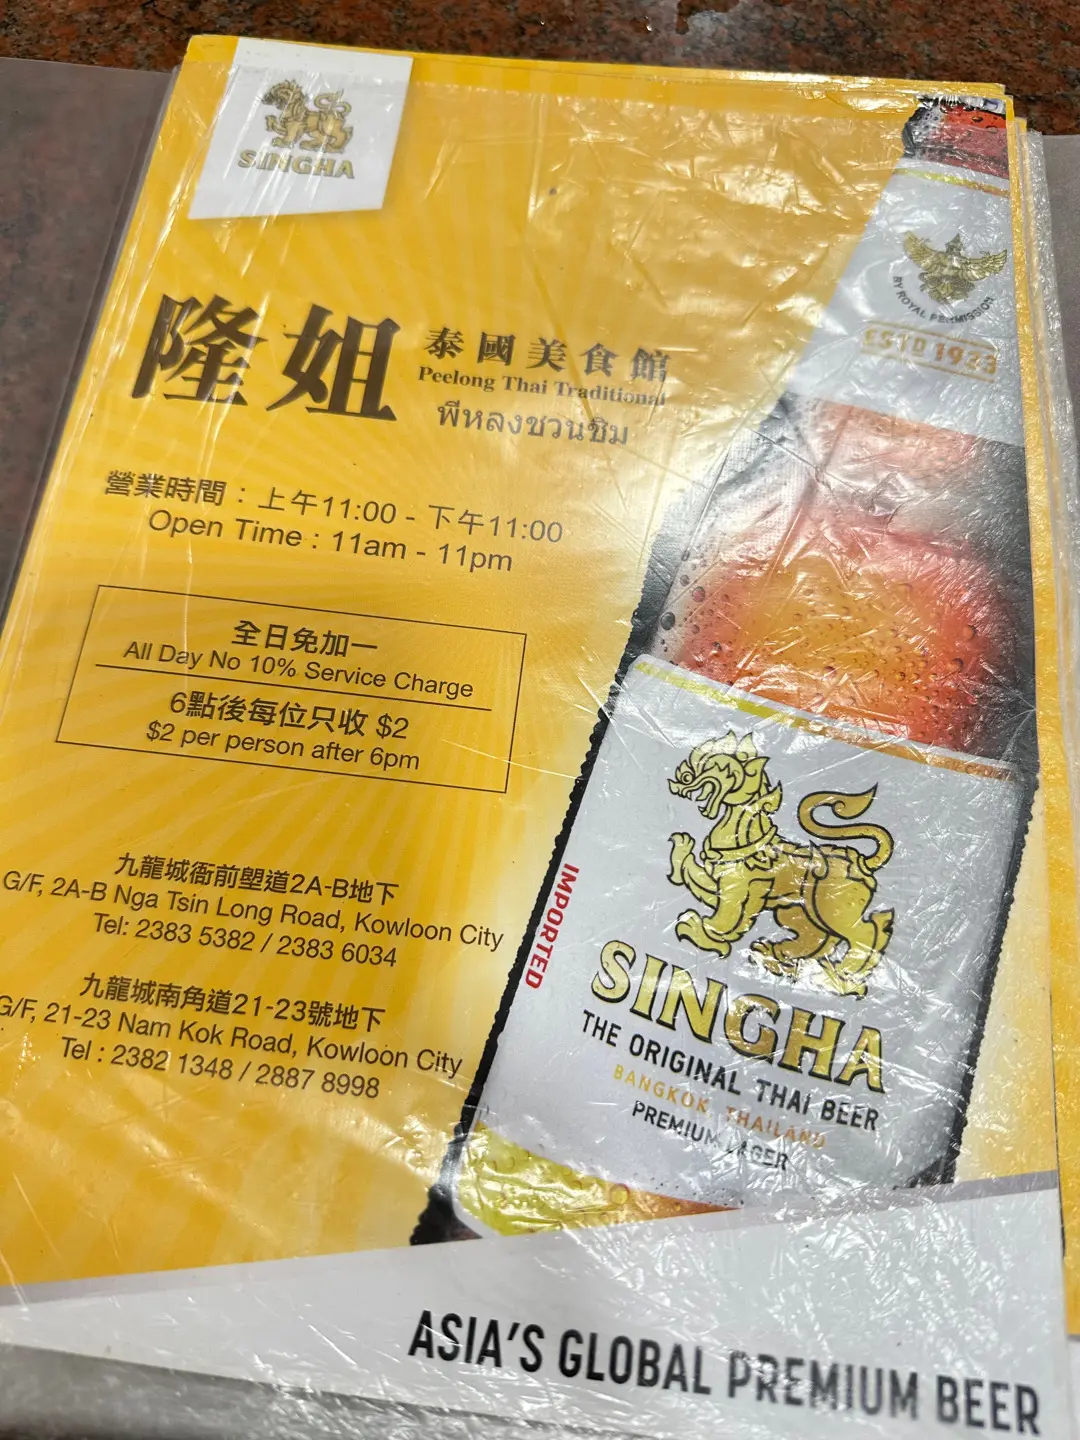 SINGHA
隆姐
泰國美食館
Peelong Thai Traditional
พีหลงชวนชิม
營業時間：上午11:00 - 下午11:00
Open Time : 11am - 11pm
全日免加一
All Day No 10% Service Charge
6點後每位只收 $2
$2 per person after 6pm
九龍城衙前塱道2A-B地下
G/F, 2A-B Nga Tsin Long Road, Kowloon City
Tel: 2383 5382 / 2383 6034
九龍城南角道21-23號地下
G/F, 21-23 Nam Kok Road, Kowloon City
Tel : 2382 1348 / 2887 8998
BY ROYAL PERMISSION
ESTD 1923
IMPORTED
SINGHA
THE ORIGINAL THAI BEER
BANGKOK, THAILAND
PREMIUM LAGER
ASIA'S GLOBAL PREMIUM BEER